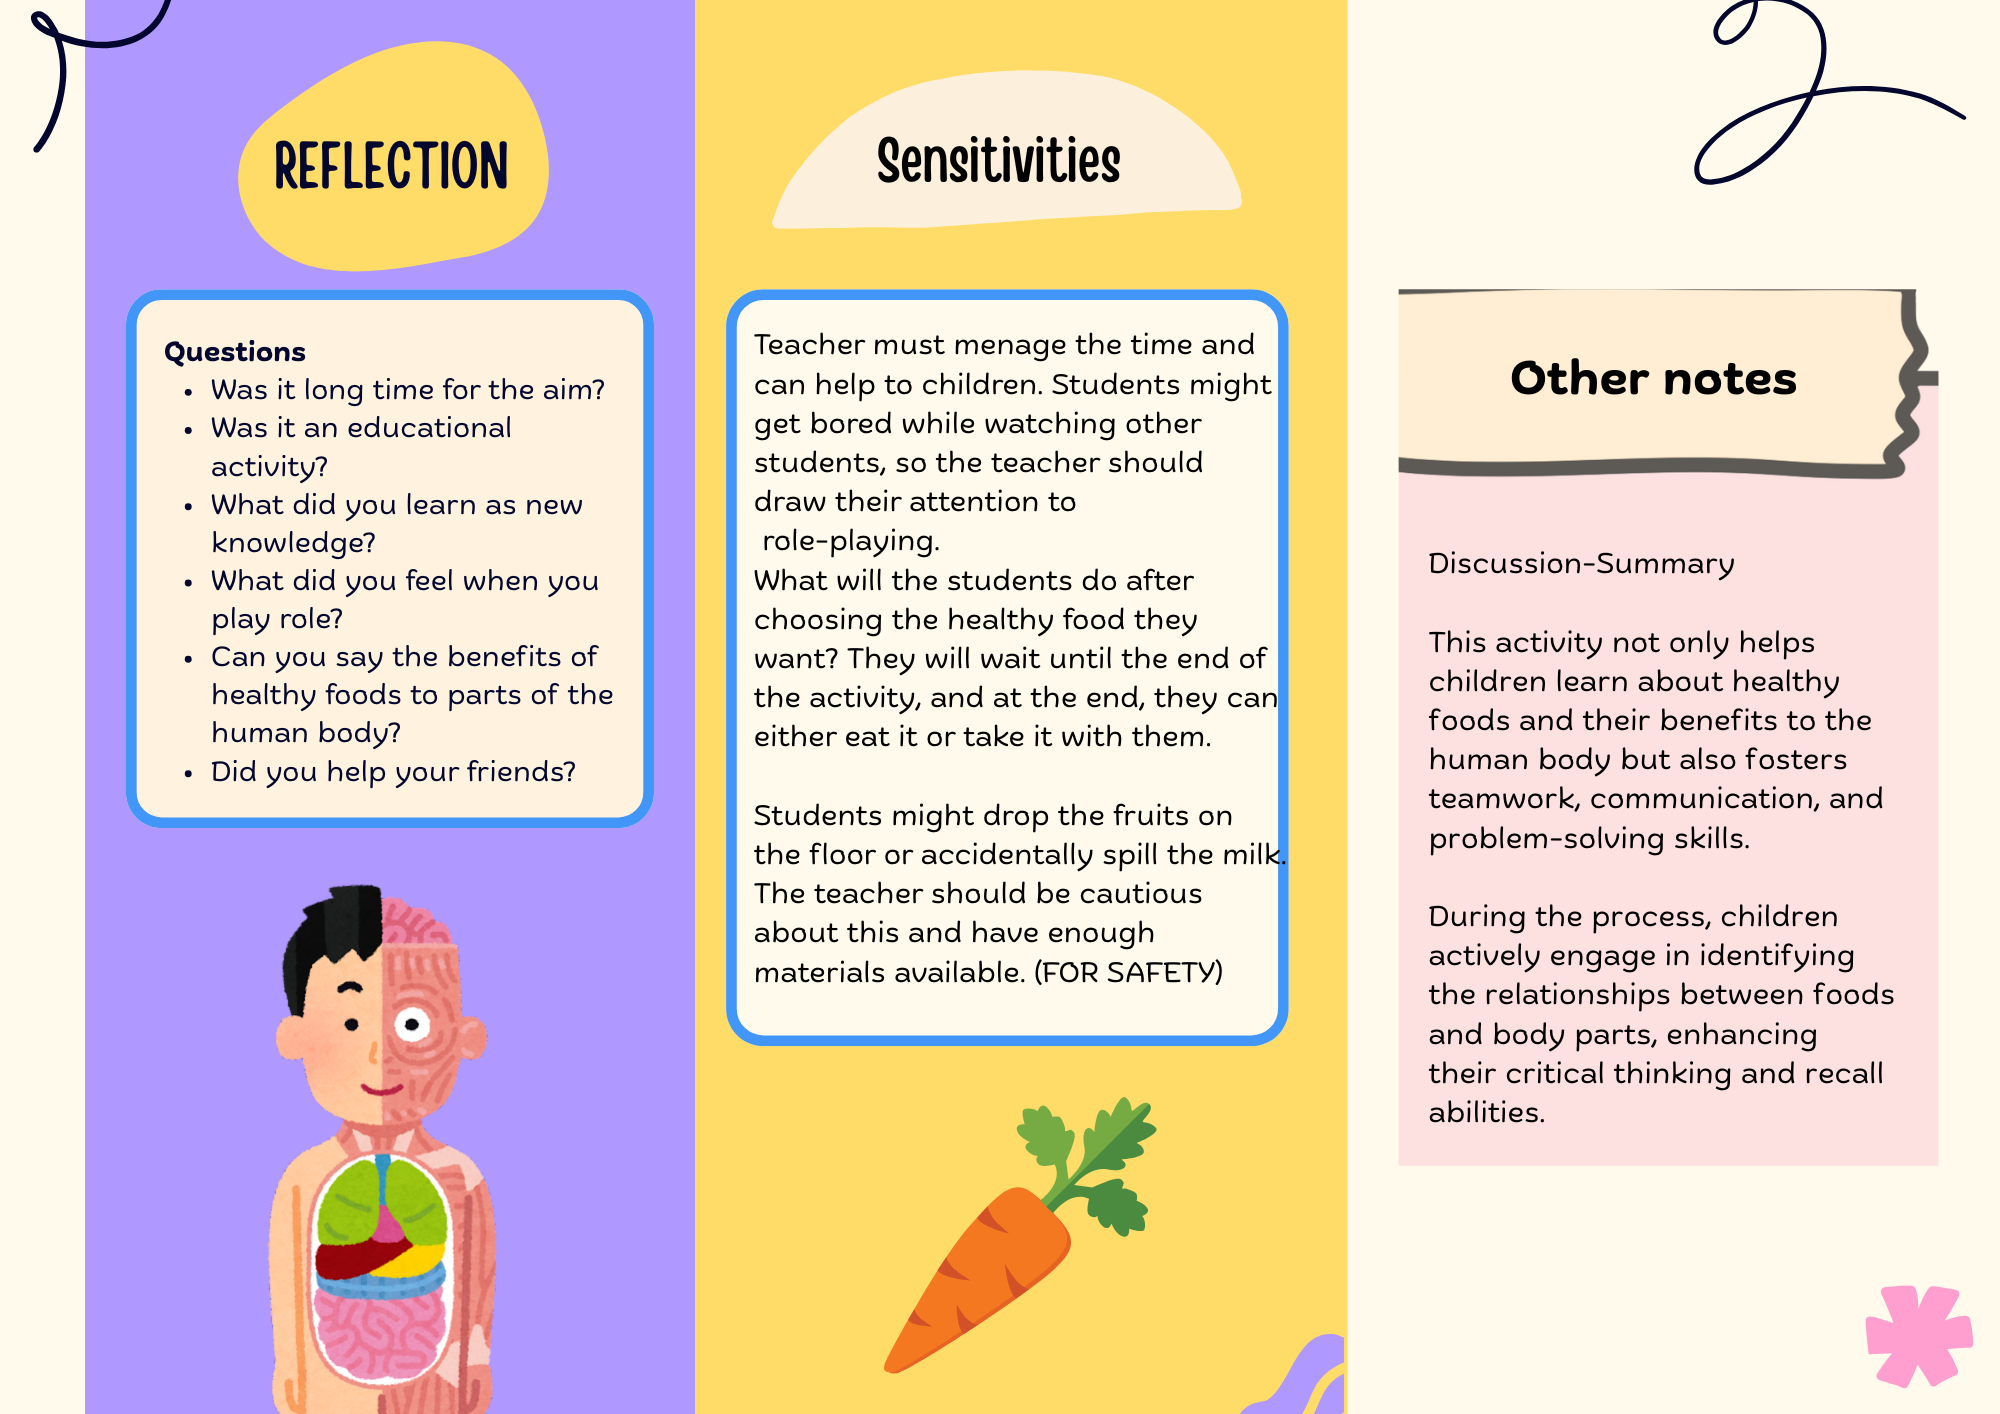 REFLECTION
Questions
• Was it long time for the aim?
• Was it an educational
activity?
• What did you learn as new
knowledge?
• What did you feel when you
play role?
• Can you say the benefits of
healthy foods to parts of the
human body?
• Did you help your friends?
Sensitivities
Teacher must menage the time and
can help to children. Students might
get bored while watching other
students, so the teacher should
draw their attention to
role-playing.
What will the students do after
choosing the healthy food they
want? They will wait until the end of
the activity, and at the end, they can
either eat it or take it with them.
Students might drop the fruits on
the floor or accidentally spill the milk.
The teacher should be cautious
about this and have enough
materials available. (FOR SAFETY)
Other notes
Discussion-Summary
This activity not only helps
children learn about healthy
foods and their benefits to the
human body but also fosters
teamwork, communication, and
problem-solving skills.
During the process, children
actively engage in identifying
the relationships between foods
and body parts, enhancing
their critical thinking and recall
abilities.